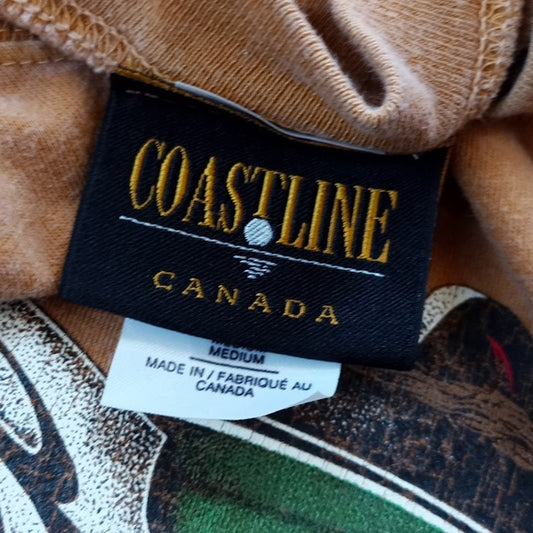 COASTLINE
CANADA
MEDIUM
MADE IN / FABRIQUÉ AU
CANADA